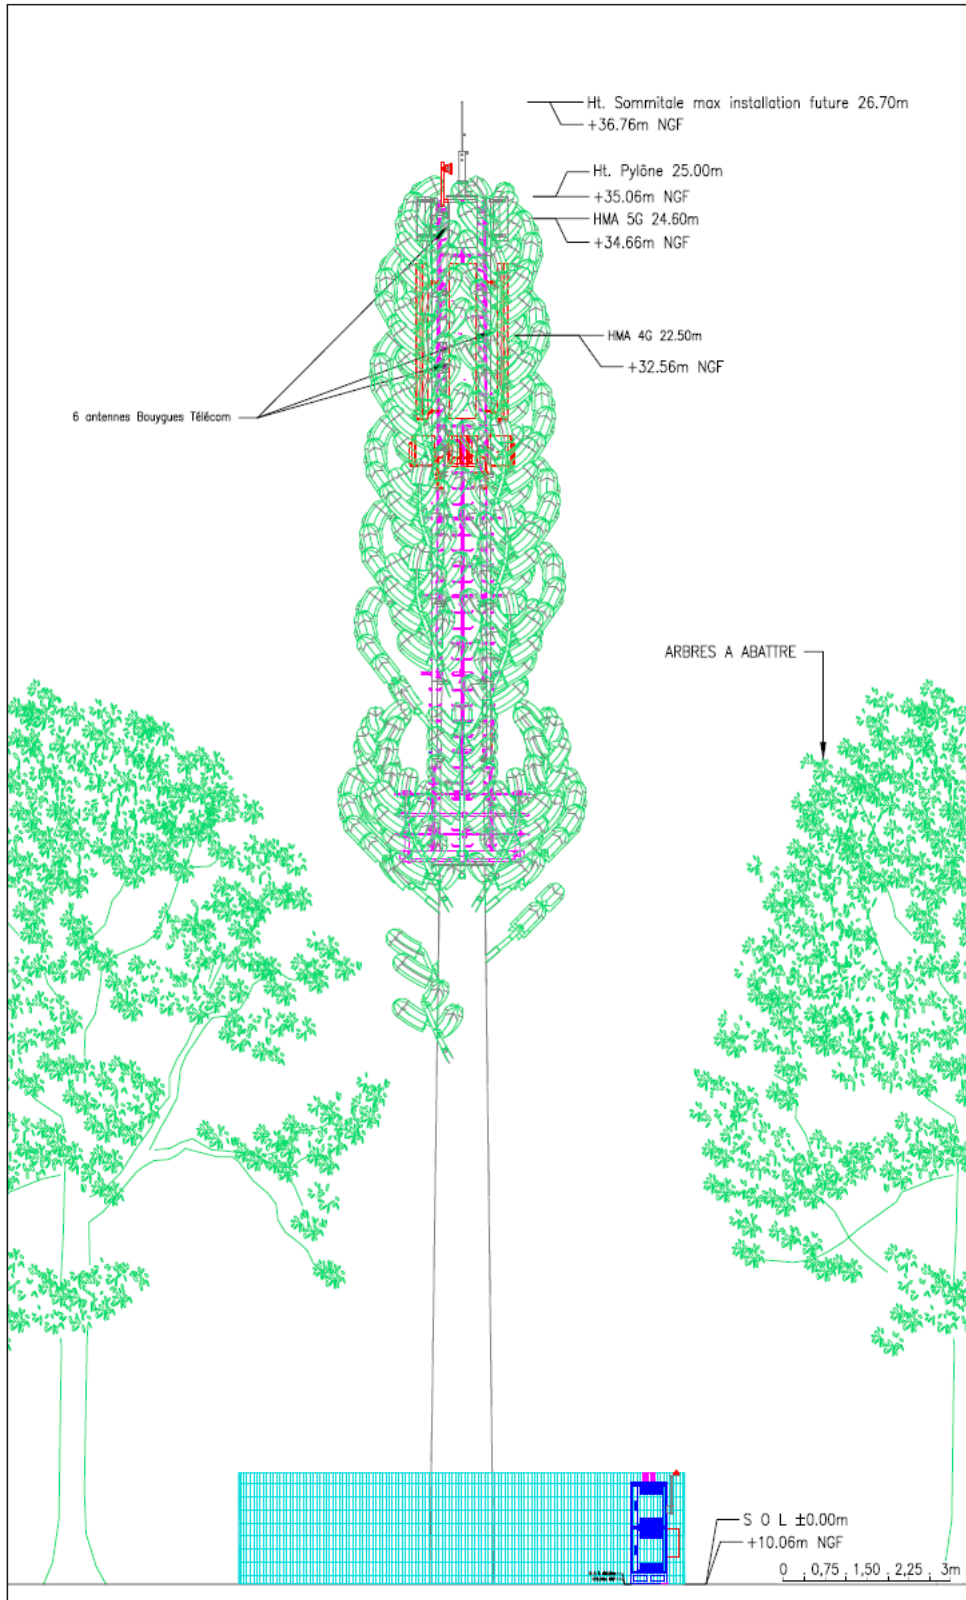 Ht. Sommitale max installation future 26.70m
+36.76m NGF
Ht. Pylône 25.00m
+35.06m NGF
HMA 5G 24.60m
+34.66m NGF
HMA 4G 22.50m
+32.56m NGF
6 antennes Bouygues Télécom
ARBRES A ABATTRE
S O L ±0.00m
+10.06m NGF
0 0,75 1,50 2,25 3m